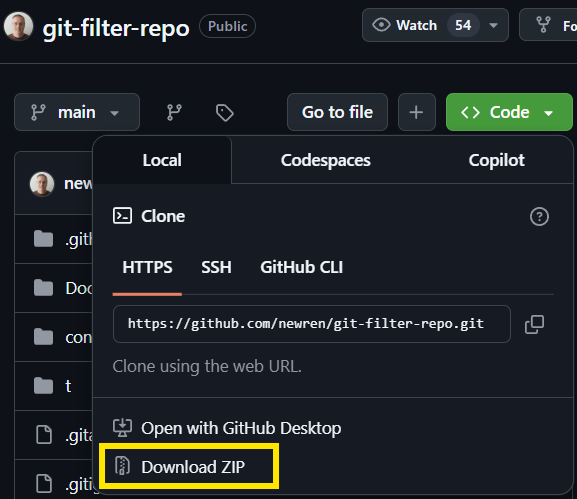 git-filter-repo Public Watch 54 Fo
main Go to file + Code
Local Codespaces Copilot
new
Clone
.gith
HTTPS SSH GitHub CLI
Doc
https://github.com/newren/git-filter-repo.git
con
Clone using the web URL.
t
Open with GitHub Desktop
.gita
Download ZIP
.gitig